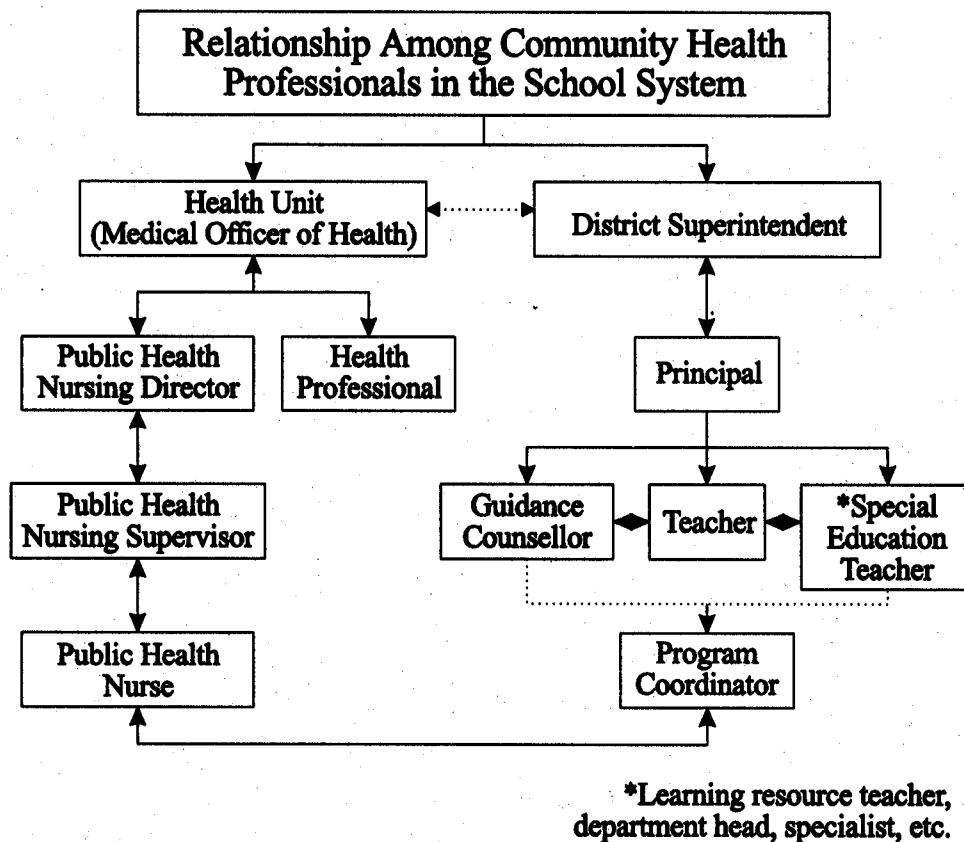 Relationship Among Community Health
Professionals in the School System
Health Unit
(Medical Officer of Health)
District Superintendent
Public Health
Nursing Director
Health
Professional
Principal
Public Health
Nursing Supervisor
Guidance
Counsellor
Teacher
*Special
Education
Teacher
Public Health
Nurse
Program
Coordinator
*Learning resource teacher,
department head, specialist, etc.